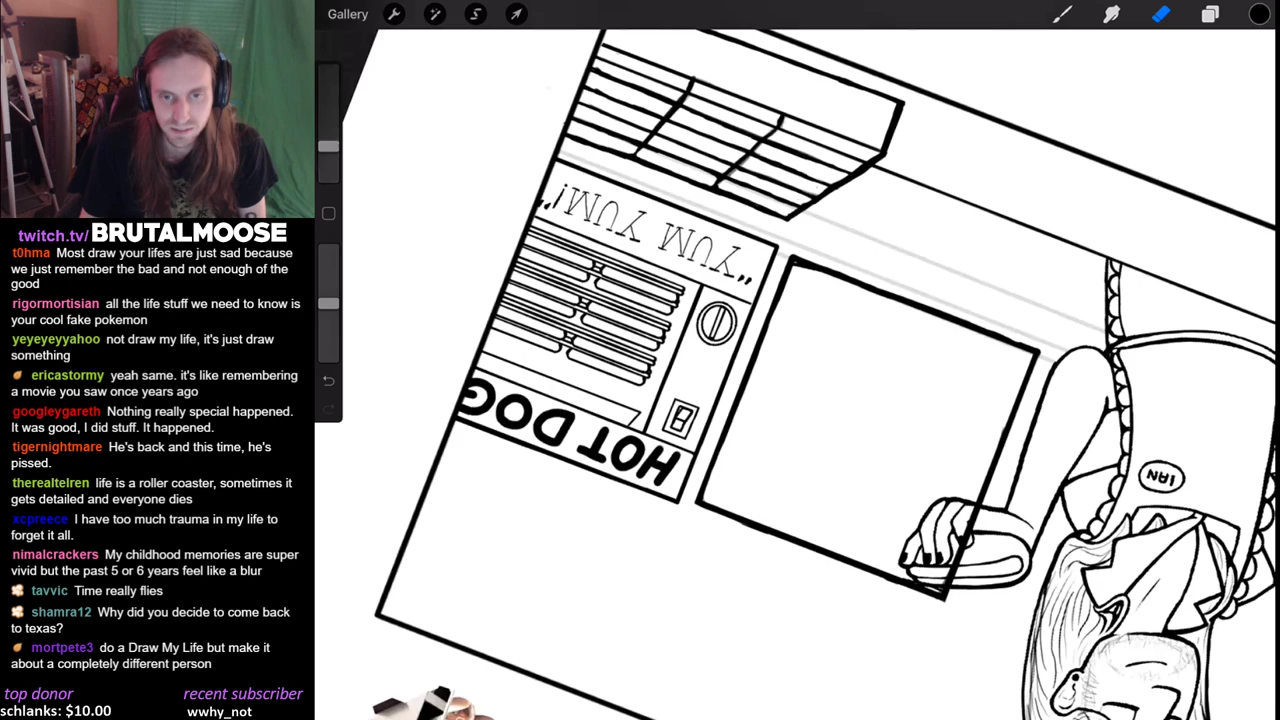 Gallery
twitch.tv/BRUTALMOOSE
t0hma Most draw your lifes are just sad because
we just remember the bad and not enough of the
good
rigormortisian all the life stuff we need to know is
your cool fake pokemon
yeyeyeyyahoo not draw my life, it's just draw
something
ericastormy yeah same. it's like remembering
a movie you saw once years ago
googleygareth Nothing really special happened.
It was good, I did stuff. It happened.
tigernightmare He's back and this time, he's
pissed.
therealtelren life is a roller coaster, sometimes it
gets detailed and everyone dies
xcpreece I have too much trauma in my life to
forget it all.
nimalcrackers My childhood memories are super
vivid but the past 5 or 6 years feel like a blur
tavvic Time really flies
shamra12 Why did you decide to come back
to texas?
mortpete3 do a Draw My Life but make it
about a completely different person
top donor
schlanks: $10.00
recent subscriber
wwhy_not
"YUM YUM!"
HOT DOG
IAN